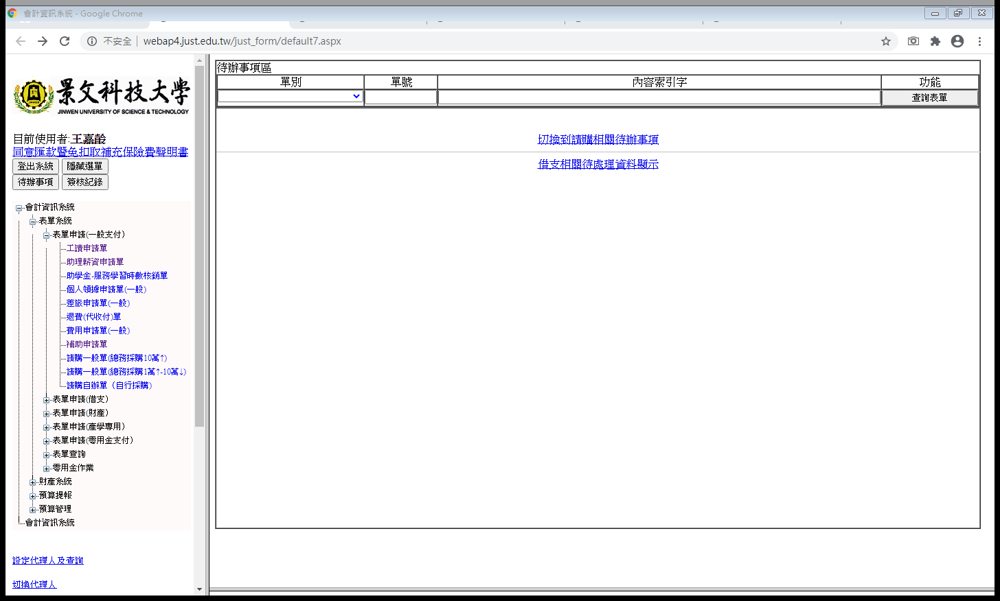 會計資訊系統 - Google Chrome
不安全 webap4.just.edu.tw/just_form/default7.aspx
景文科技大學
JINWEN UNIVERSITY OF SCIENCE & TECHNOLOGY
目前使用者:王嘉齡
同意匯款暨免扣取補充保險費聲明書
登出系統 隱藏選單
待辦事項 簽核紀錄
會計資訊系統
表單系統
表單申請(一般支付)
工讀申請單
助理薪資申請單
助學金-服務學習時數核銷單
個人領據申請單(一般)
差旅申請單(一般)
退費(代收付)單
費用申請單(一般)
補助申請單
請購一般單(總務採購10萬↑)
請購一般單(總務採購1萬↑-10萬↓)
請購自辦單（自行採購）
表單申請(借支)
表單申請(財產)
表單申請(產學專用)
表單申請(零用金支付)
表單查詢
零用金作業
財產系統
預算提報
預算管理
會計資訊系統
設定代理人及查詢
切換代理人
待辦事項區
單別 單號 內容索引字 功能
查詢表單
切換到請購相關待辦事項
借支相關待處理資料顯示